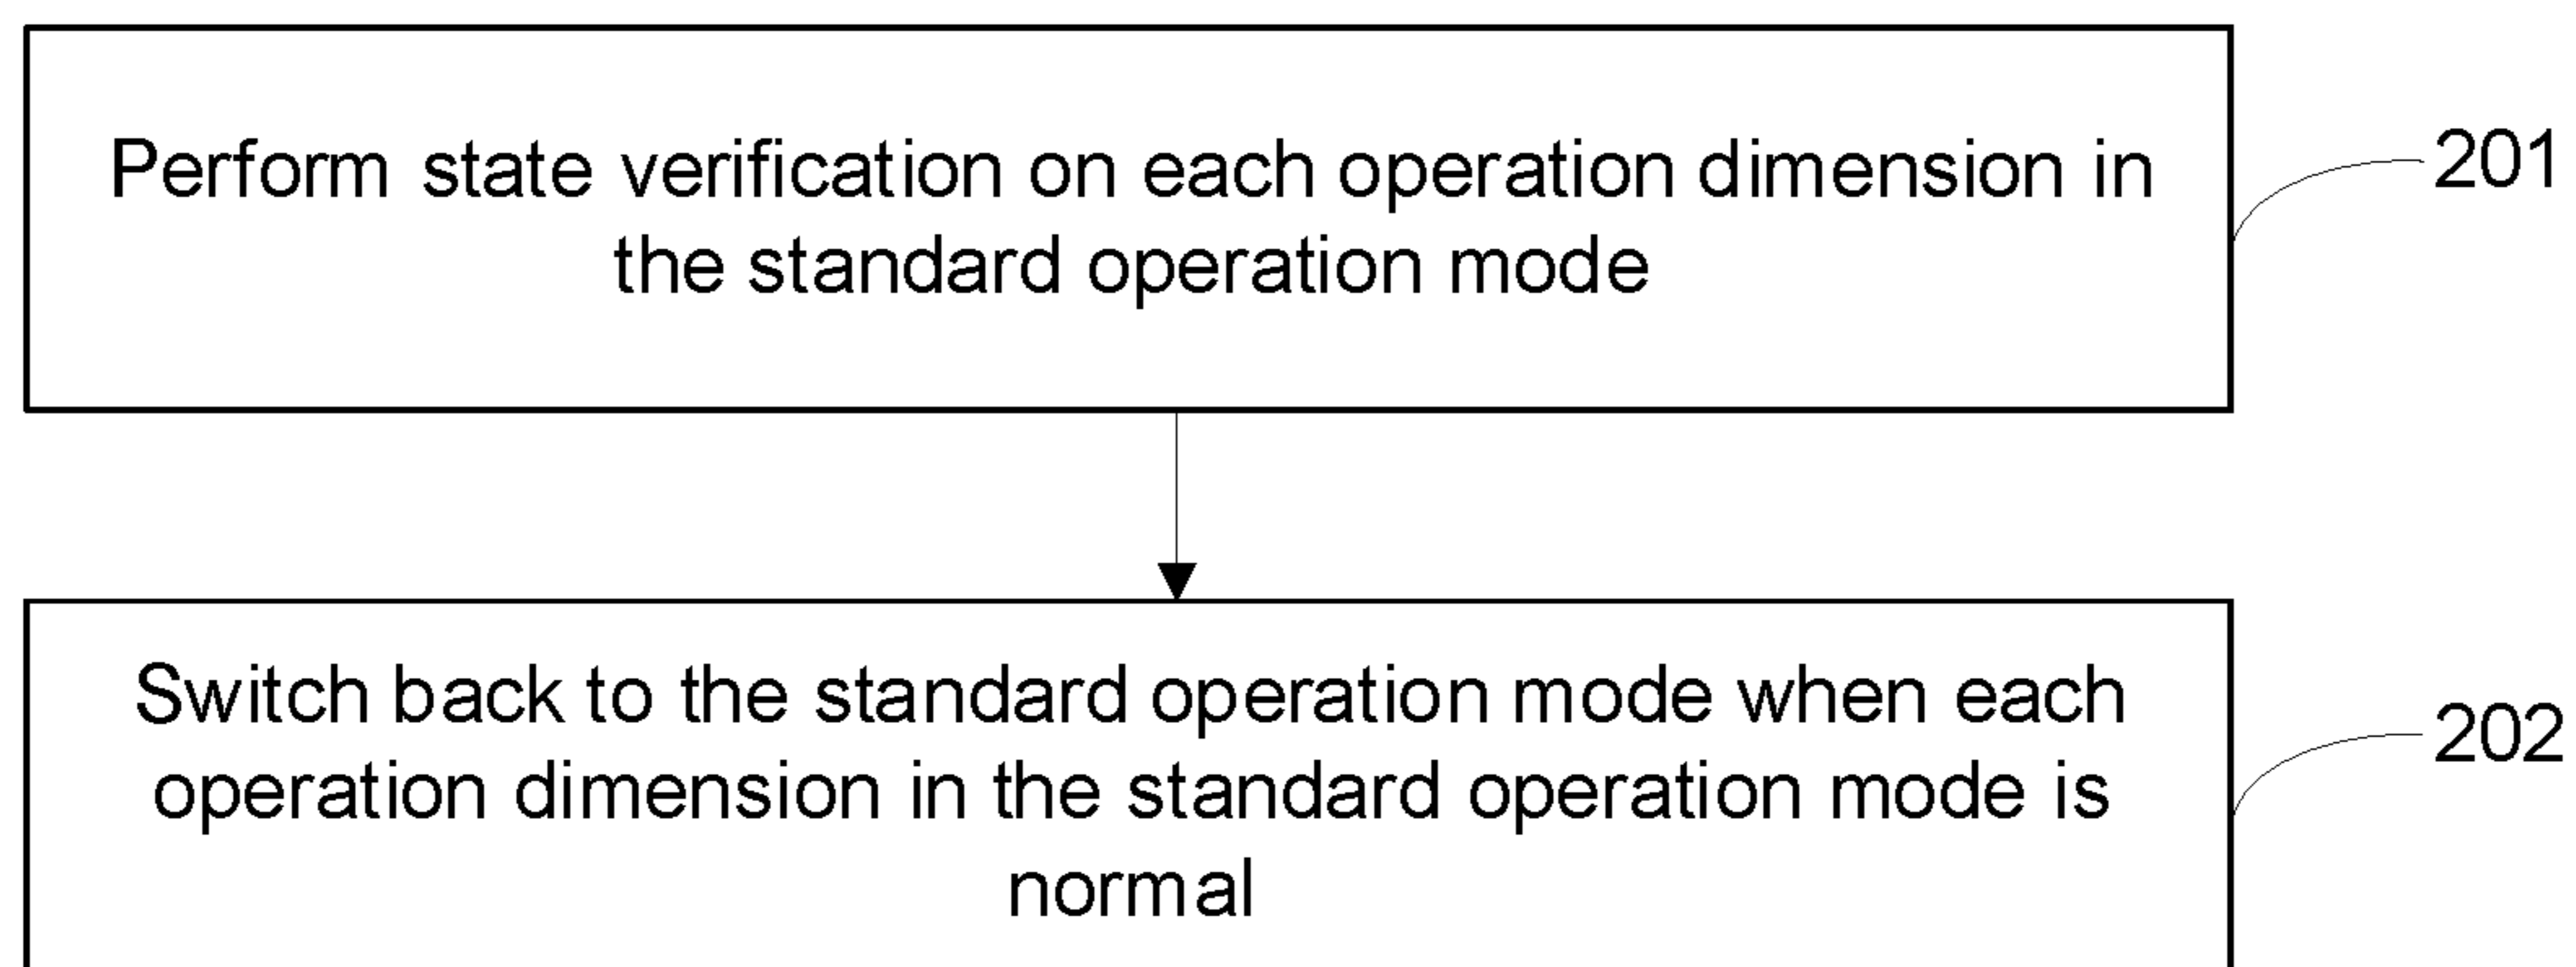 Perform state verification on each operation dimension in
the standard operation mode
201
Switch back to the standard operation mode when each
operation dimension in the standard operation mode is
normal
202